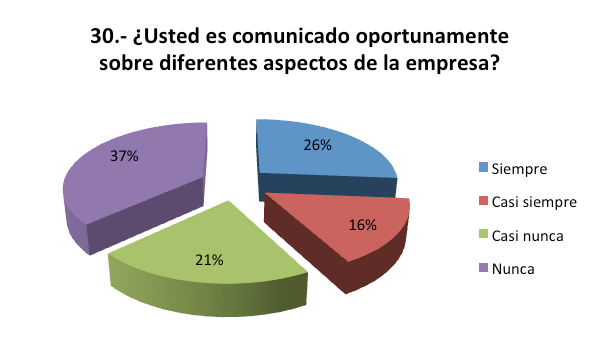 30.- ¿Usted es comunicado oportunamente
sobre diferentes aspectos de la empresa?
37%
26%
16%
21%
Siempre
Casi siempre
Casi nunca
Nunca